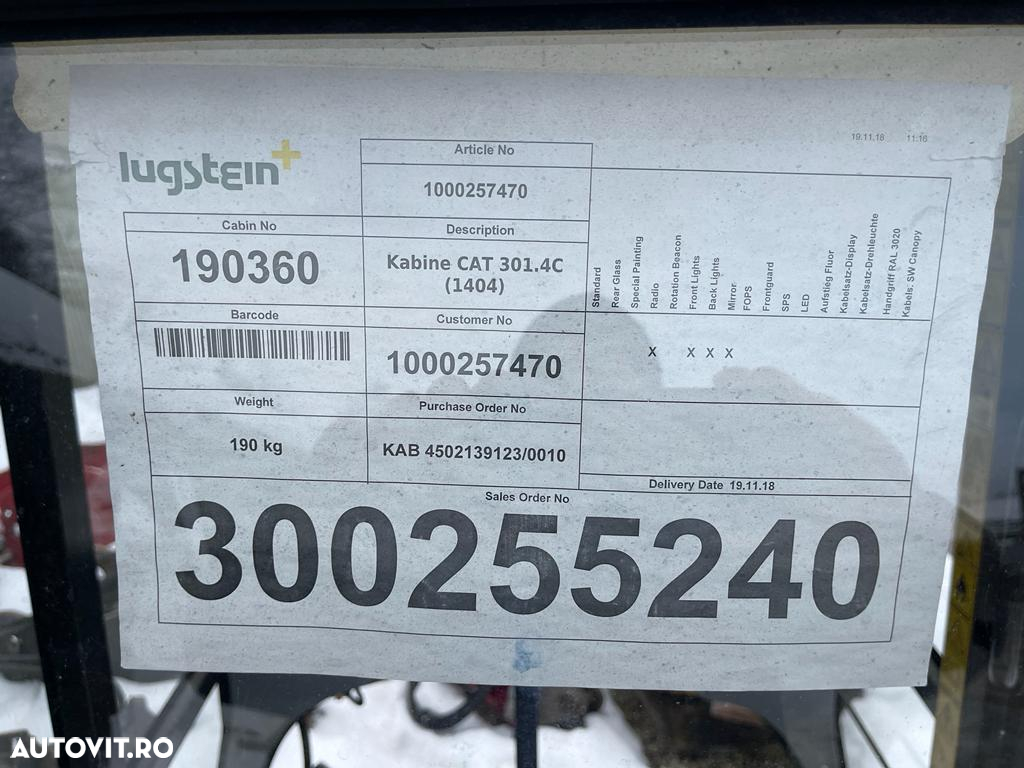 19.11.18 11:16
lugstein+
Article No
1000257470
Cabin No
190360
Description
Kabine CAT 301.4C
(1404)
Standard
Rear Glass
Special Painting
Radio
Rotation Beacon
Front Lights
Back Lights
Mirror
FOPS
Frontguard
SPS
LED
Aufstieg Fluor
Kabelsatz-Display
Kabelsatz-Drehleuchte
Handgriff RAL 3020
Kabels. SW Canopy
Barcode
Customer No
1000257470
X X X X
Weight
190 kg
Purchase Order No
KAB 4502139123/0010
Delivery Date 19.11.18
Sales Order No
300255240
AUTOVIT.RO